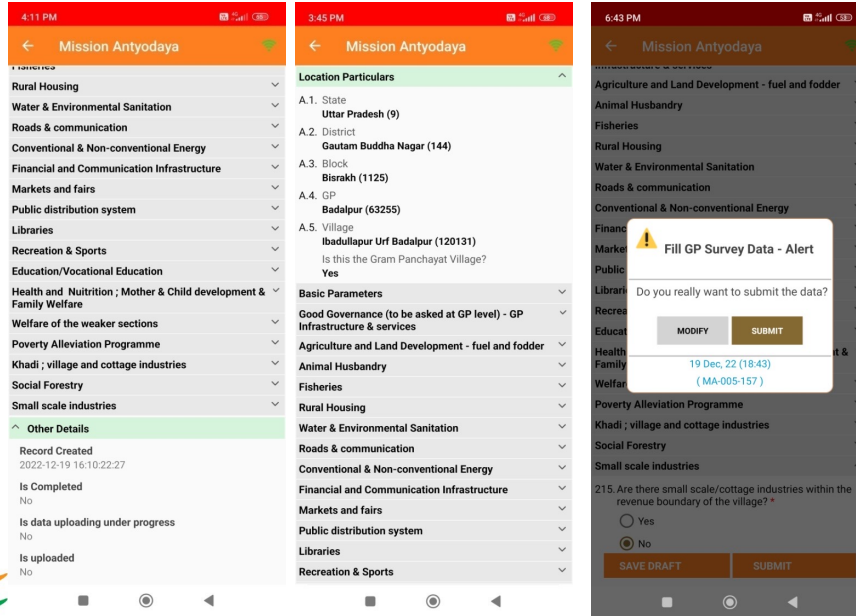 4:11 PM
Mission Antyodaya
Fisheries
Rural Housing
Water & Environmental Sanitation
Roads & communication
Conventional & Non-conventional Energy
Financial and Communication Infrastructure
Markets and fairs
Public distribution system
Libraries
Recreation & Sports
Education/Vocational Education
Health and Nuitrition ; Mother & Child development &
Family Welfare
Welfare of the weaker sections
Poverty Alleviation Programme
Khadi ; village and cottage industries
Social Forestry
Small scale industries
Other Details
Record Created
2022-12-19 16:10:22:27
Is Completed
No
Is data uploading under progress
No
Is uploaded
No
3:45 PM
Mission Antyodaya
Location Particulars
A.1. State
Uttar Pradesh (9)
A.2. District
Gautam Buddha Nagar (144)
A.3. Block
Bisrakh (1125)
A.4. GP
Badalpur (63255)
A.5. Village
Ibadullapur Urf Badalpur (120131)
Is this the Gram Panchayat Village?
Yes
Basic Parameters
Good Governance (to be asked at GP level) - GP
Infrastructure & services
Agriculture and Land Development - fuel and fodder
Animal Husbandry
Fisheries
Rural Housing
Water & Environmental Sanitation
Roads & communication
Conventional & Non-conventional Energy
Financial and Communication Infrastructure
Markets and fairs
Public distribution system
Libraries
Recreation & Sports
6:43 PM
Mission Antyodaya
Infrastructure & services
Agriculture and Land Development - fuel and fodder
Animal Husbandry
Fisheries
Rural Housing
Water & Environmental Sanitation
Roads & communication
Conventional & Non-conventional Energy
Financ
Market
Public
Librari
Recrea
Educat
Health t &
Family
Welfar
Fill GP Survey Data - Alert
Do you really want to submit the data?
MODIFY SUBMIT
19 Dec, 22 (18:43)
( MA-005-157 )
Poverty Alleviation Programme
Khadi ; village and cottage industries
Social Forestry
Small scale industries
215. Are there small scale/cottage industries within the
revenue boundary of the village? *
Yes
No
SAVE DRAFT SUBMIT